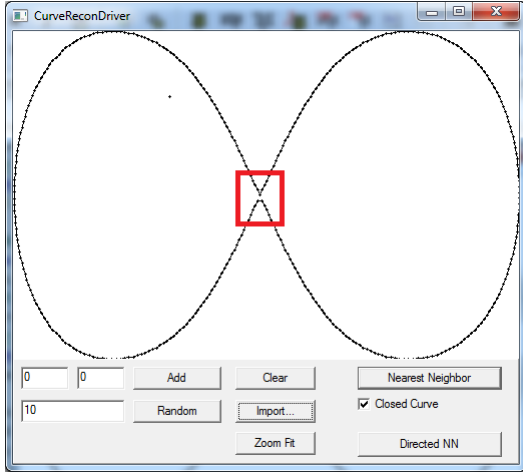 CurveReconDriver
0 0 Add Clear Nearest Neighbor
Closed Curve
10 Random Import...
Zoom Fit Directed NN